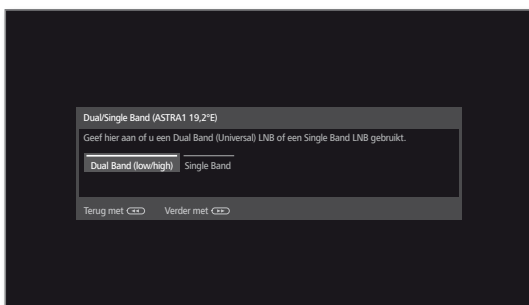 Dual/Single Band (ASTRA1 19,2°E)
Geef hier aan of u een Dual Band (Universal) LNB of een Single Band LNB gebruikt.
Dual Band (low/high) Single Band
Terug met Verder met